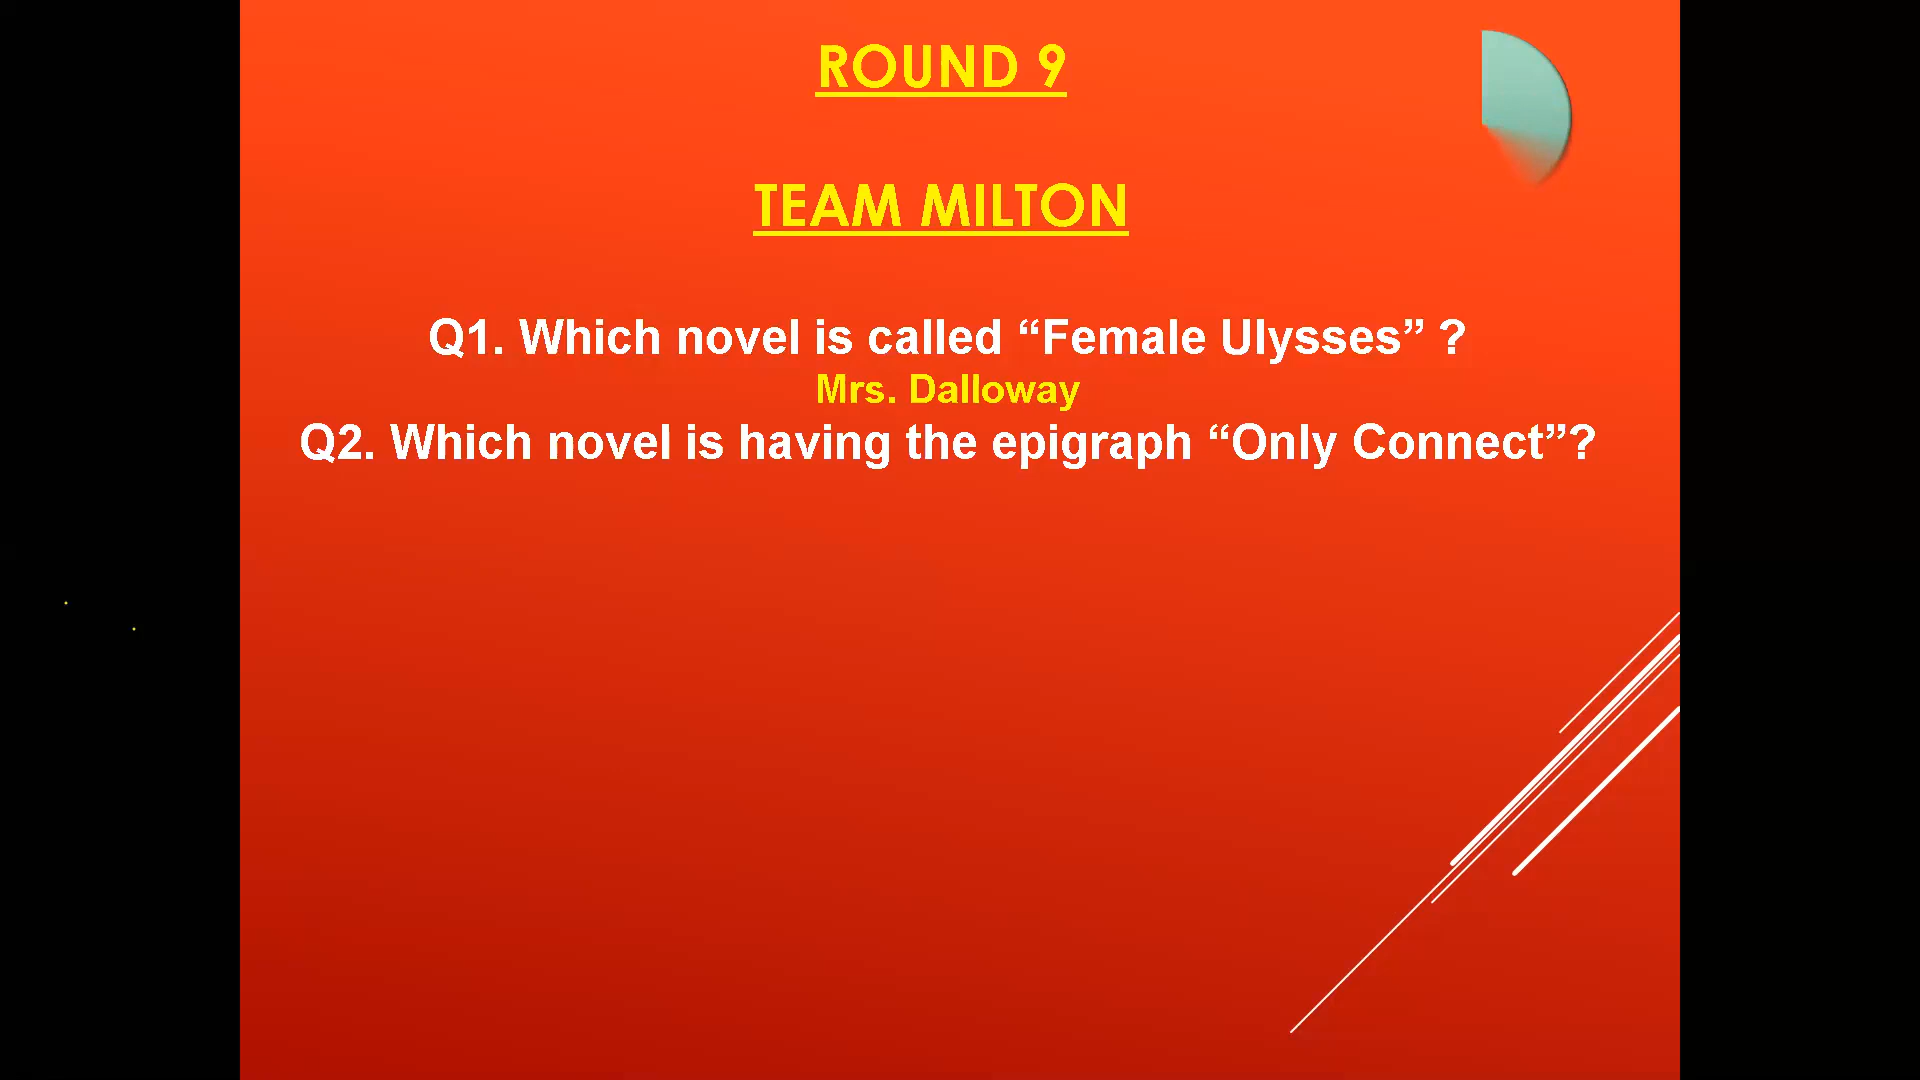 ROUND 9
TEAM MILTON
Q1. Which novel is called “Female Ulysses” ?
Mrs. Dalloway
Q2. Which novel is having the epigraph “Only Connect”?